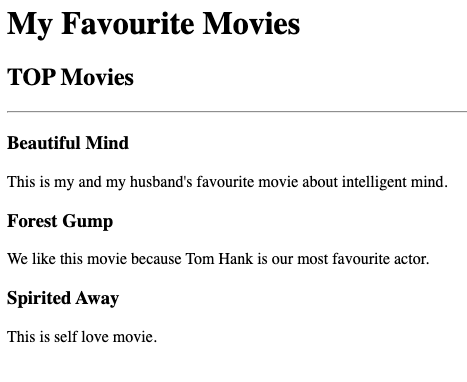 My Favourite Movies
TOP Movies
Beautiful Mind
This is my and my husband's favourite movie about intelligent mind.
Forest Gump
We like this movie because Tom Hank is our most favourite actor.
Spirited Away
This is self love movie.